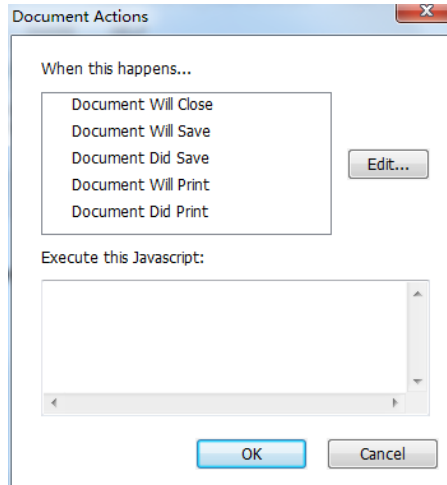 Document Actions
When this happens...
Document Will Close
Document Will Save
Document Did Save
Document Will Print
Document Did Print
Edit...
Execute this Javascript:
OK
Cancel